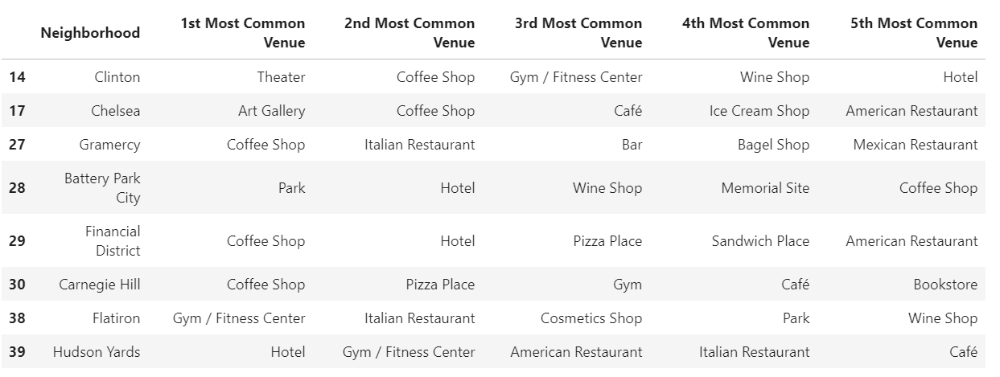 Neighborhood 1st Most Common Venue 2nd Most Common Venue 3rd Most Common Venue 4th Most Common Venue 5th Most Common Venue
14 Clinton Theater Coffee Shop Gym / Fitness Center Wine Shop Hotel
17 Chelsea Art Gallery Coffee Shop Café Ice Cream Shop American Restaurant
27 Gramercy Coffee Shop Italian Restaurant Bar Bagel Shop Mexican Restaurant
28 Battery Park City Park Hotel Wine Shop Memorial Site Coffee Shop
29 Financial District Coffee Shop Hotel Pizza Place Sandwich Place American Restaurant
30 Carnegie Hill Coffee Shop Pizza Place Gym Café Bookstore
38 Flatiron Gym / Fitness Center Italian Restaurant Cosmetics Shop Park Wine Shop
39 Hudson Yards Hotel Gym / Fitness Center American Restaurant Italian Restaurant Café